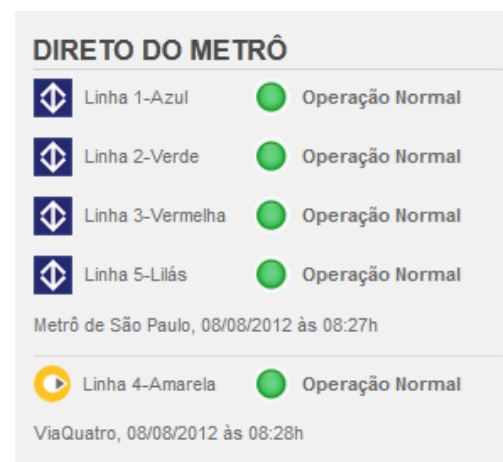 DIRETO DO METRÔ
Linha 1-Azul Operação Normal
Linha 2-Verde Operação Normal
Linha 3-Vermelha Operação Normal
Linha 5-Lilás Operação Normal
Metrô de São Paulo, 08/08/2012 às 08:27h
Linha 4-Amarela Operação Normal
ViaQuatro, 08/08/2012 às 08:28h